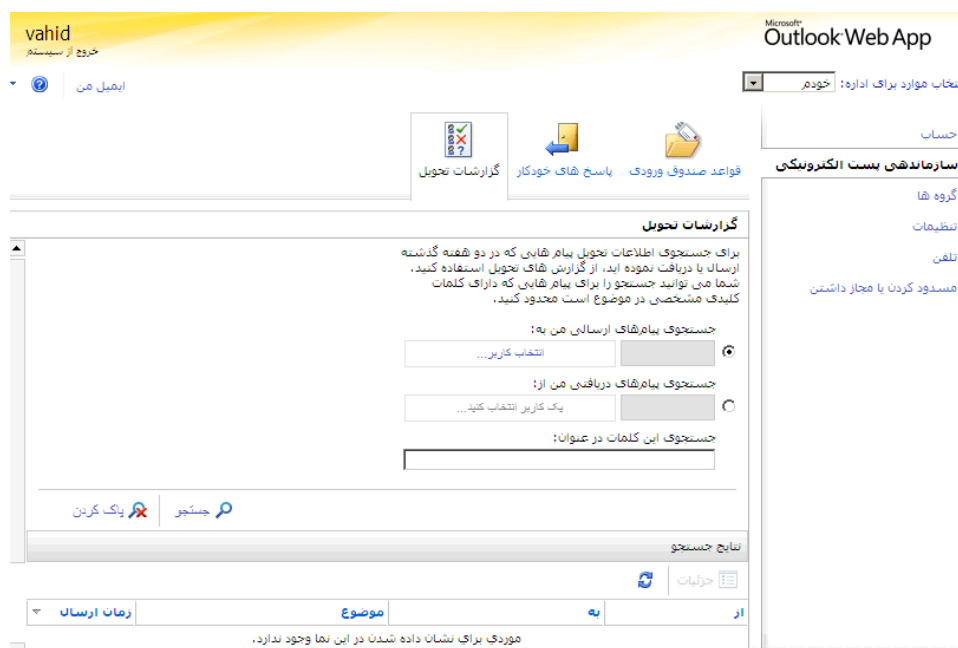 Microsoft®
Outlook Web App
vahid
خروج از سیستم
نتخاب موارد برای اداره: خودم
ایمیل من
حساب
سازماندهی پست الکترونیکی
گروه ها
تنظیمات
تلفن
مسدود کردن یا مجاز داشتن
قواعد صندوق ورودی
پاسخ های خودکار
گزارشات تحویل
گزارشات تحویل
برای جستجوی اطلاعات تحویل پیام هایی که در دو هفته گذشته
ارسال یا دریافت نموده اید، از گزارش های تحویل استفاده کنید.
شما می توانید جستجو را برای پیام هایی که دارای کلمات
کلیدی مشخصی در موضوع است محدود کنید.
جستجوی پیام‌های ارسالی من به:
انتخاب کاربر...
جستجوی پیام‌های دریافتی من از:
یک کاربر انتخاب کنید...
جستجوی این کلمات در عنوان:
جستجو
پاک کردن
نتایج جستجو
جزئیات
از
به
موضوع
زمان ارسال
موردي براي نشان داده شدن در اين نما وجود ندارد.